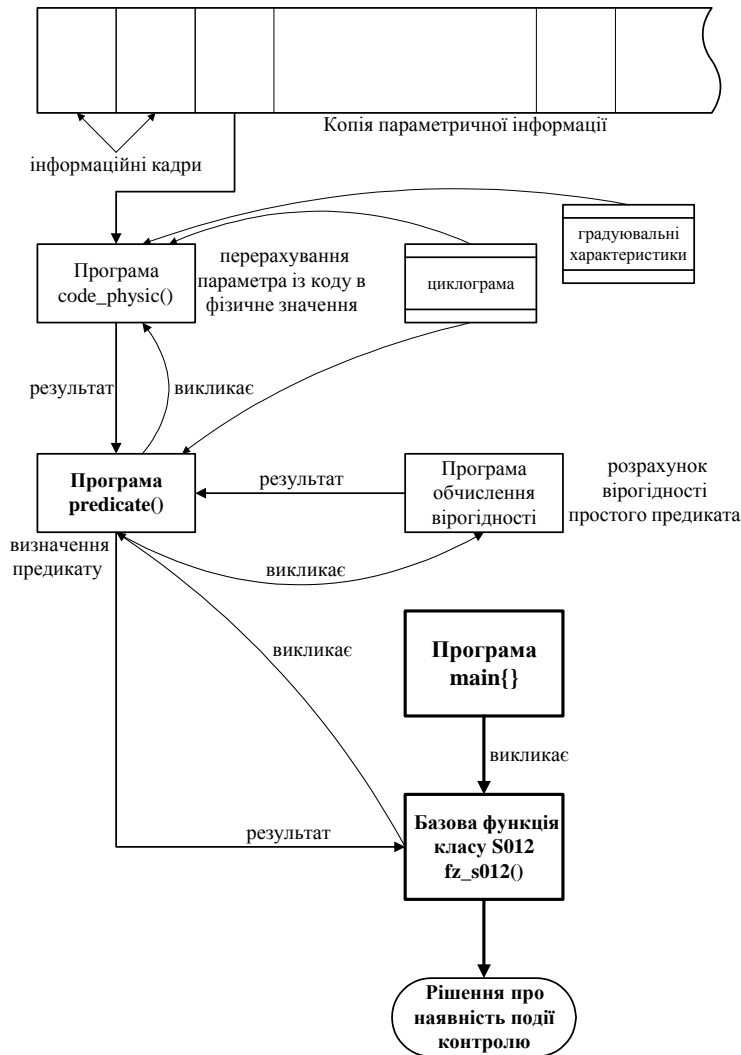 Копія параметричної інформації
інформаційні кадри
градуювальні
характеристики
Програма
code_physic()
перерахування
параметра із коду в
фізичне значення
циклограма
результат
викликає
Програма
predicate()
результат
Програма
обчислення
вірогідності
розрахунок
вірогідності
простого предиката
визначення
предикату
викликає
викликає
Програма
main{}
викликає
результат
Базова функція
класу S012
fz_s012()
Рішення про
наявність події
контролю